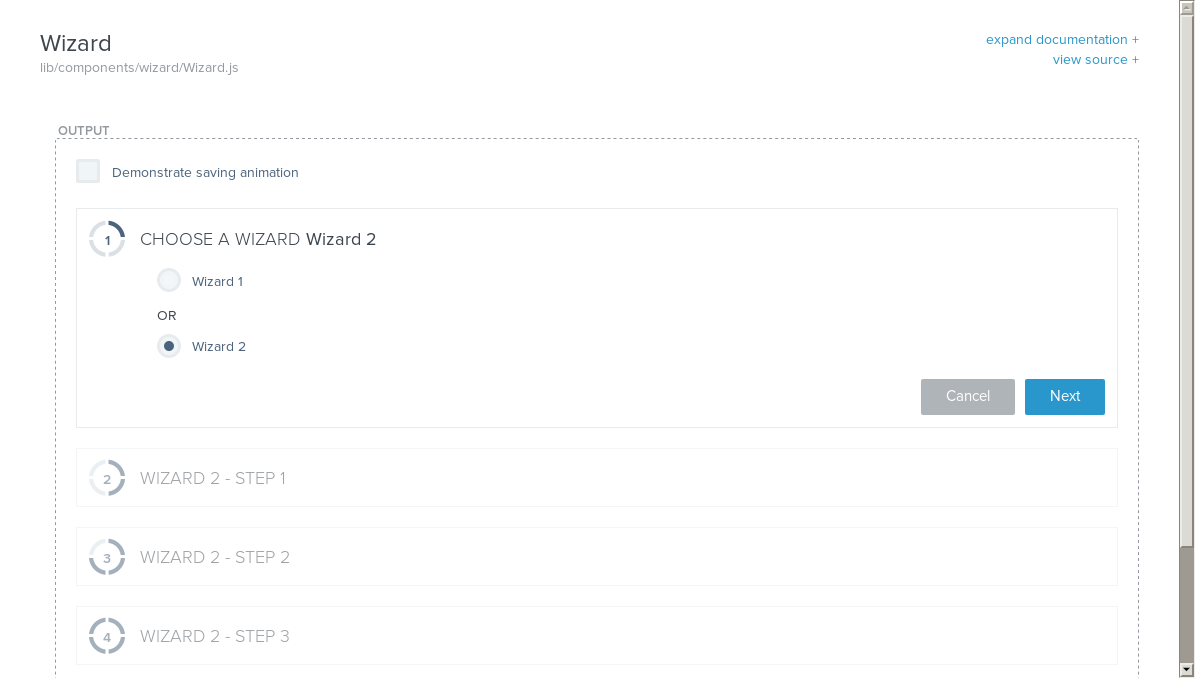 Wizard
lib/components/wizard/Wizard.js
expand documentation +
view source +
OUTPUT
Demonstrate saving animation
1 CHOOSE A WIZARD Wizard 2
Wizard 1
OR
Wizard 2
Cancel Next
2 WIZARD 2 - STEP 1
3 WIZARD 2 - STEP 2
4 WIZARD 2 - STEP 3